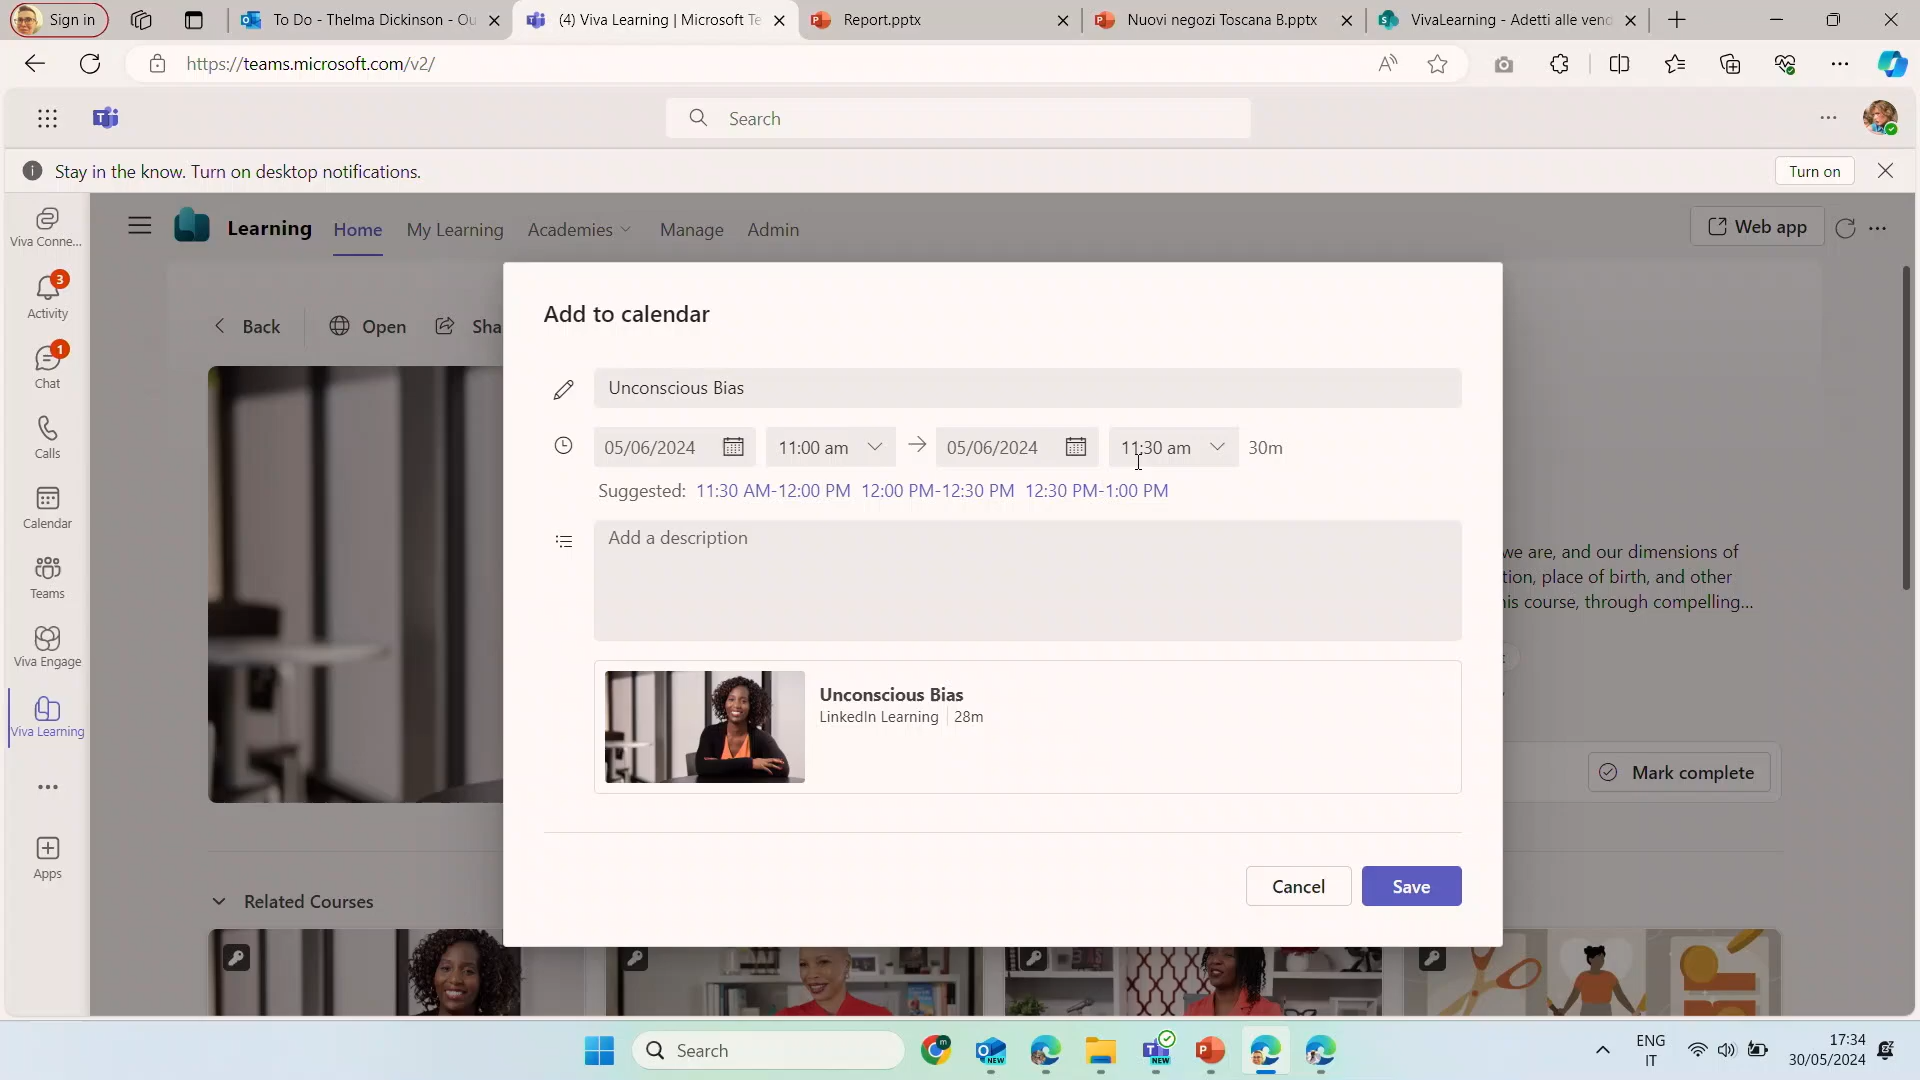 Sign in
To Do - Thelma Dickinson - Ou
(4) Viva Learning | Microsoft Te
Report.pptx
Nuovi negozi Toscana B.pptx
VivaLearning - Adetti alle vend
https://teams.microsoft.com/v2/
Search
Stay in the know. Turn on desktop notifications.
Turn on
Viva Conne...
3
Activity
1
Chat
Calls
Calendar
Teams
Viva Engage
Viva Learning
Apps
Learning
Home
My Learning
Academies
Manage
Admin
Web app
Back
Open
Sha
Add to calendar
Unconscious Bias
05/06/2024
11:00 am
05/06/2024
11:30 am
30m
Suggested: 11:30 AM-12:00 PM 12:00 PM-12:30 PM 12:30 PM-1:00 PM
Add a description
Unconscious Bias
LinkedIn Learning
28m
Cancel
Save
we are, and our dimensions of
tion, place of birth, and other
is course, through compelling...
Mark complete
Related Courses
Search
NEW
NEW
ENG
IT
17:34
30/05/2024